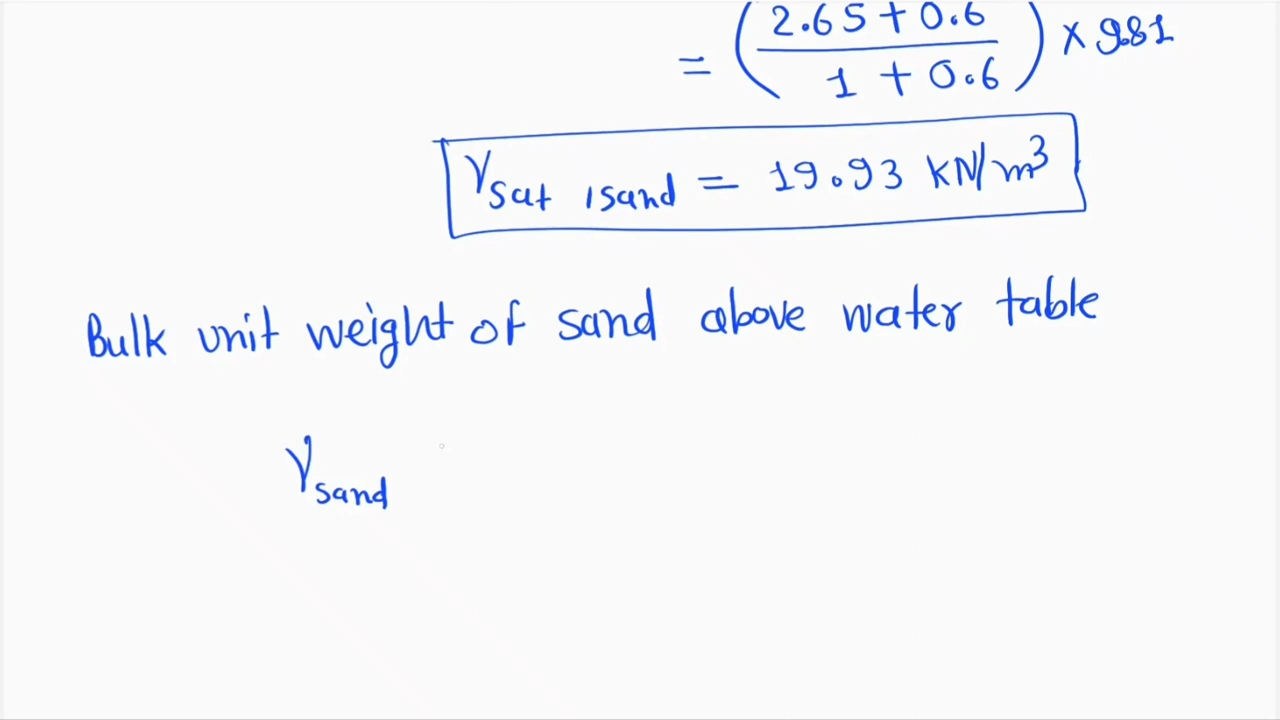 = (2.65 + 0.6 / 1 + 0.6) × 9.81
γsat , sand = 19.93 kN/m³
Bulk unit weight of sand above water table
γsand